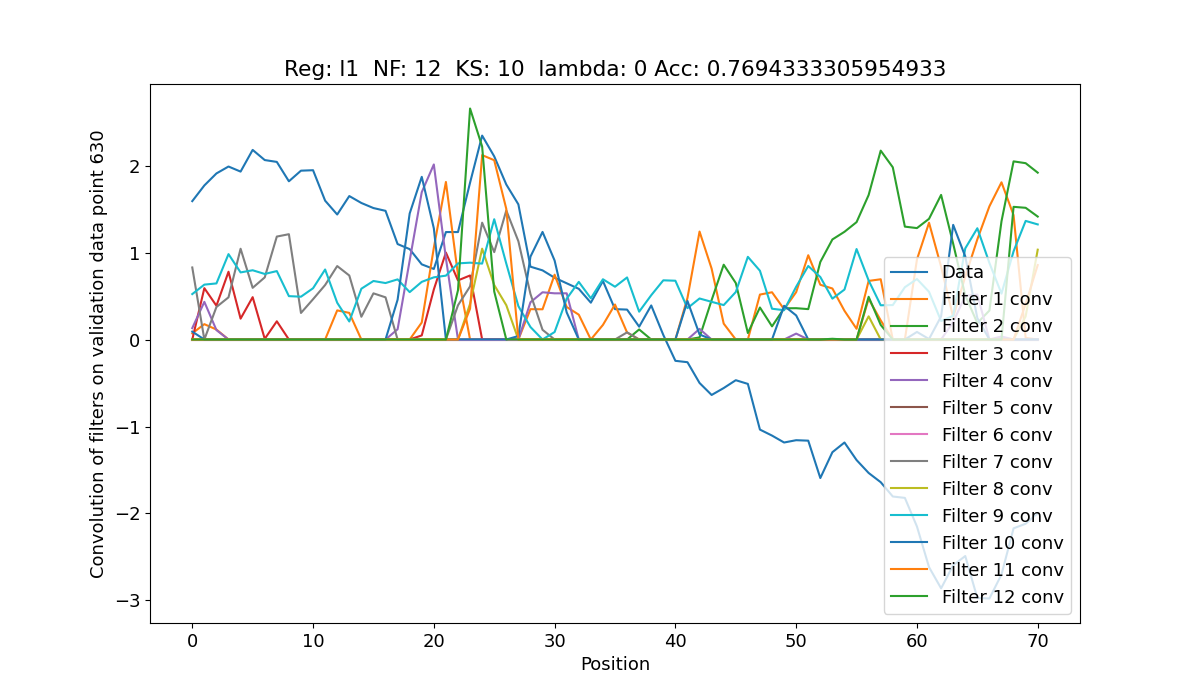 Reg: l1 NF: 12 KS: 10 lambda: 0 Acc: 0.7694333305954933
Convolution of filters on validation data point 630
2
1
0
−1
−2
−3
0 10 20 30 40 50 60 70
Position
Data
Filter 1 conv
Filter 2 conv
Filter 3 conv
Filter 4 conv
Filter 5 conv
Filter 6 conv
Filter 7 conv
Filter 8 conv
Filter 9 conv
Filter 10 conv
Filter 11 conv
Filter 12 conv